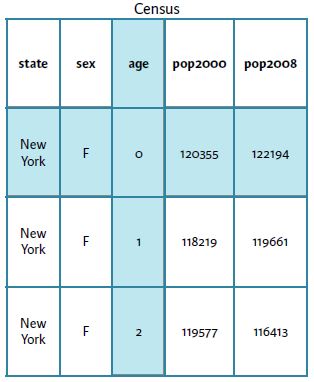 Census
state sex age pop2000 pop2008
New York F 0 120355 122194
New York F 1 118219 119661
New York F 2 119577 116413